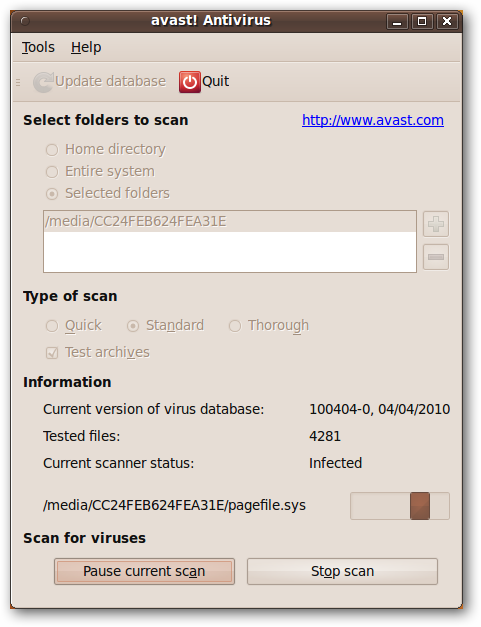 avast! Antivirus
Tools Help
Update database Quit
Select folders to scan http://www.avast.com
Home directory
Entire system
Selected folders
/media/CC24FEB624FEA31E
Type of scan
Quick Standard Thorough
Test archives
Information
Current version of virus database: 100404-0, 04/04/2010
Tested files: 4281
Current scanner status: Infected
/media/CC24FEB624FEA31E/pagefile.sys
Scan for viruses
Pause current scan Stop scan